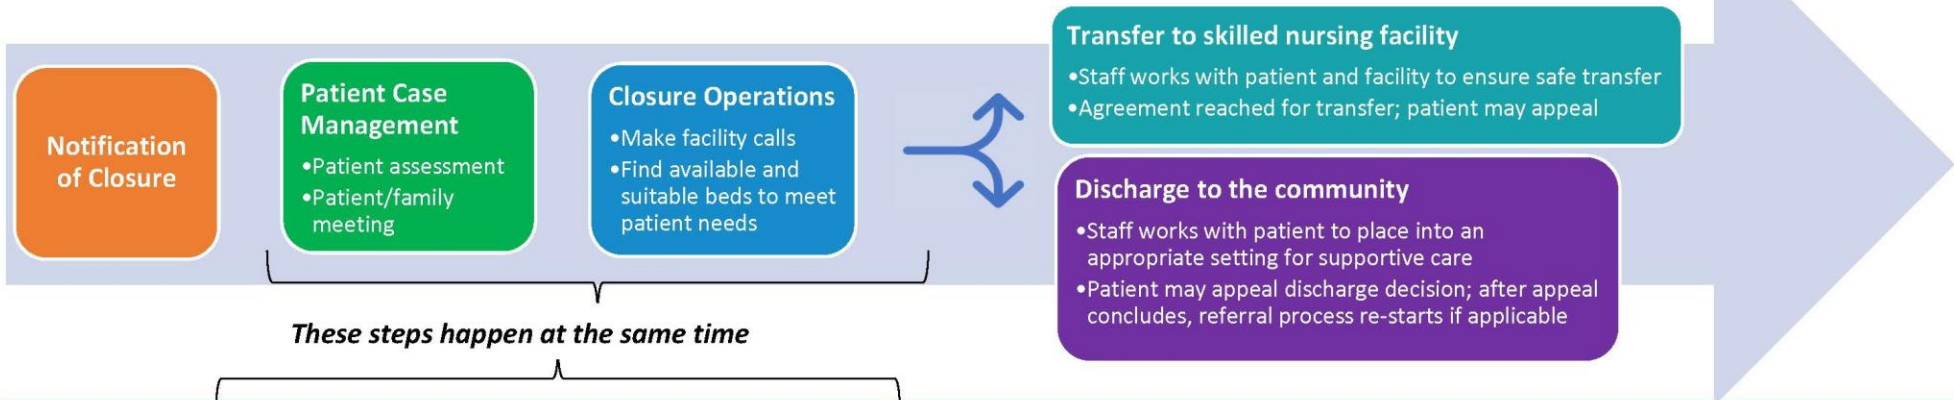 Notification
of Closure
Patient Case
Management
•Patient assessment
•Patient/family
meeting
Closure Operations
•Make facility calls
•Find available and
suitable beds to meet
patient needs
Transfer to skilled nursing facility
•Staff works with patient and facility to ensure safe transfer
•Agreement reached for transfer; patient may appeal
Discharge to the community
•Staff works with patient to place into an
appropriate setting for supportive care
•Patient may appeal discharge decision; after appeal
concludes, referral process re-starts if applicable
These steps happen at the same time